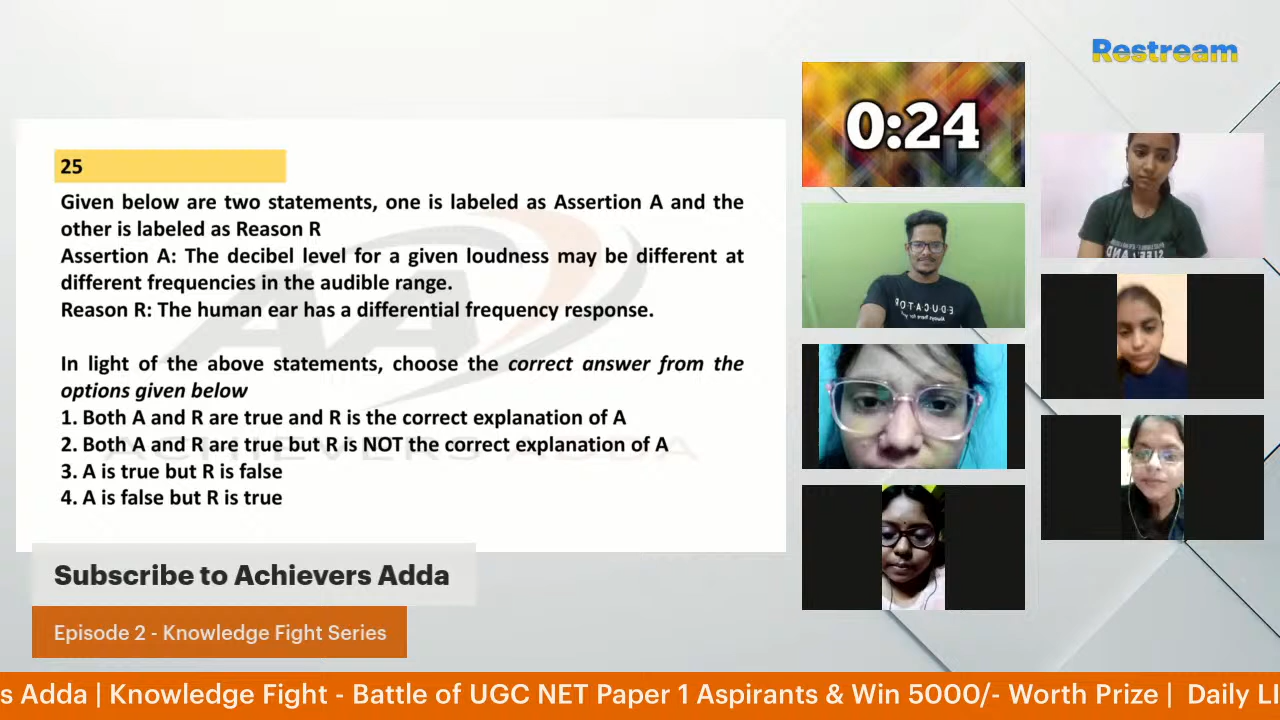 Restream
0:24
25
Given below are two statements, one is labeled as Assertion A and the
other is labeled as Reason R
Assertion A: The decibel level for a given loudness may be different at
different frequencies in the audible range.
Reason R: The human ear has a differential frequency response.
In light of the above statements, choose the correct answer from the
options given below
1. Both A and R are true and R is the correct explanation of A
2. Both A and R are true but R is NOT the correct explanation of A
3. A is true but R is false
4. A is false but R is true
ACHIEVERS ADDA
EDUCATOR
Subscribe to Achievers Adda
Episode 2 - Knowledge Fight Series
s Adda | Knowledge Fight - Battle of UGC NET Paper 1 Aspirants & Win 5000/- Worth Prize | Daily LI